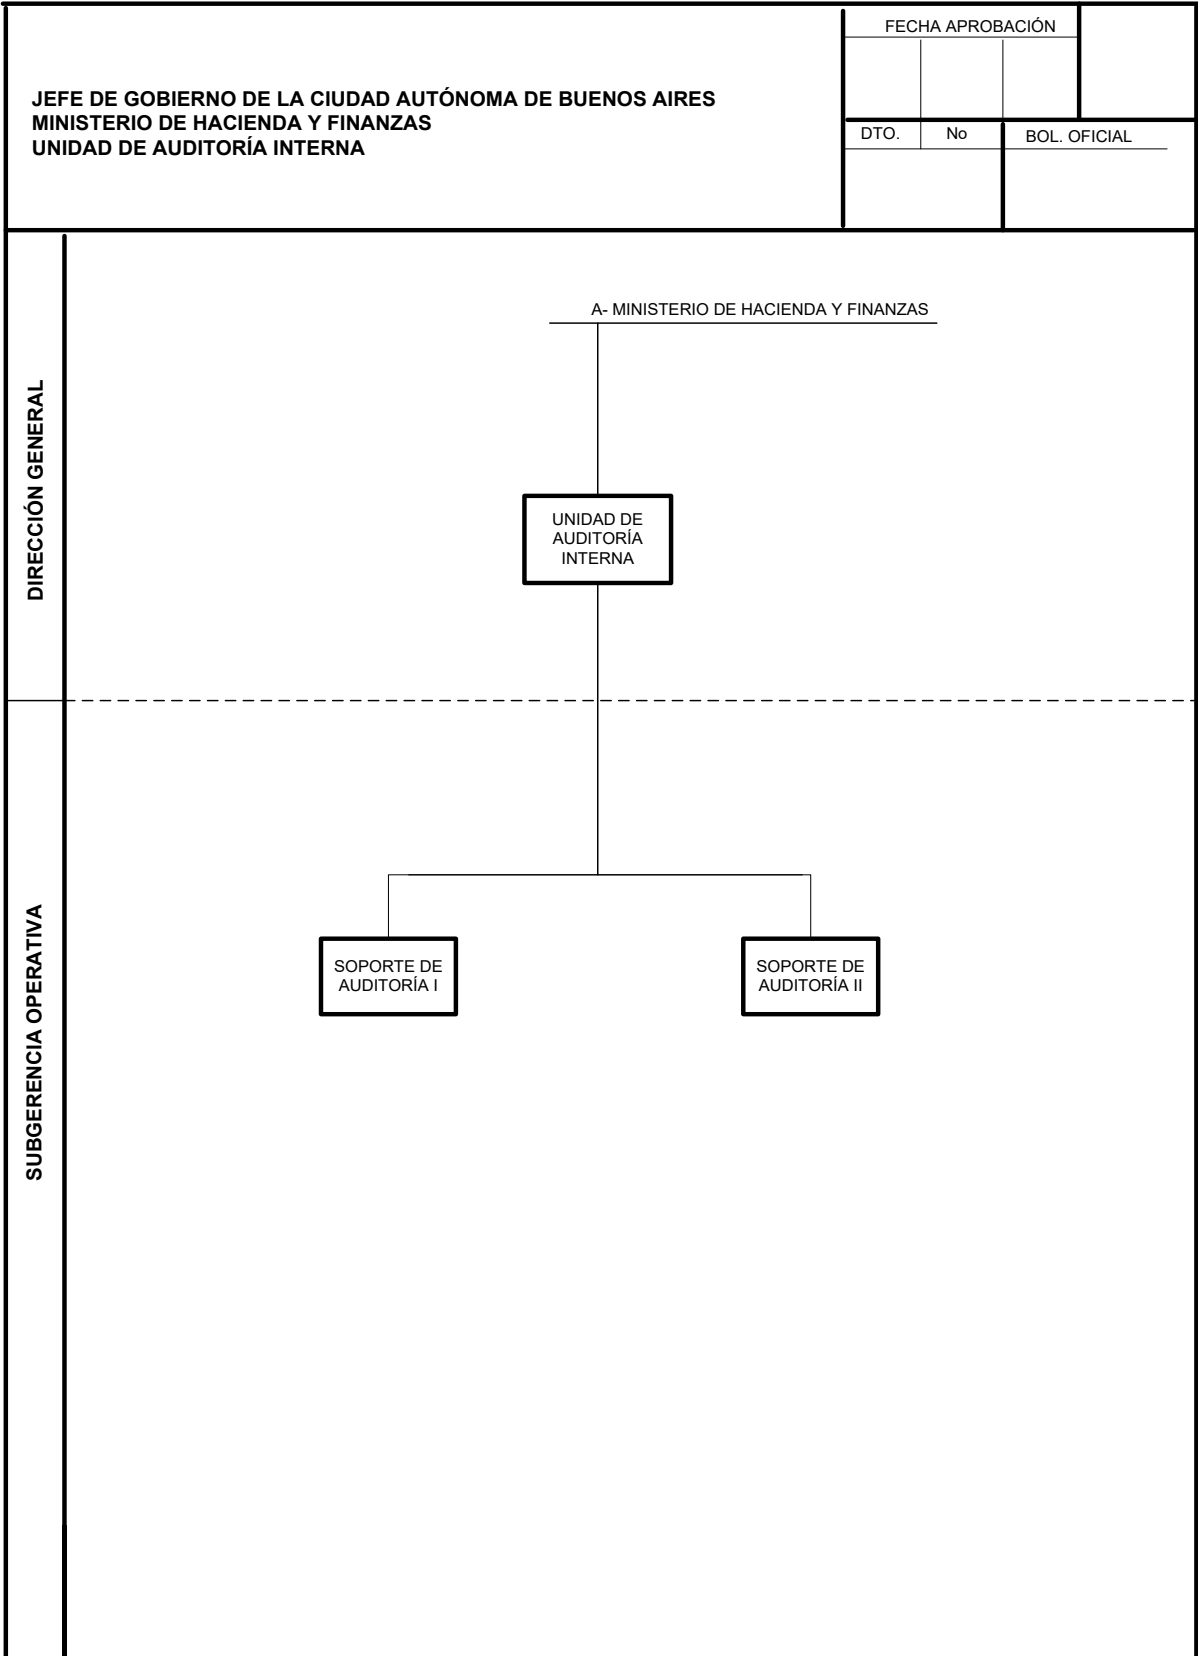 JEFE DE GOBIERNO DE LA CIUDAD AUTÓNOMA DE BUENOS AIRES
MINISTERIO DE HACIENDA Y FINANZAS
UNIDAD DE AUDITORÍA INTERNA
FECHA APROBACIÓN
DTO.
No
BOL. OFICIAL
DIRECCIÓN GENERAL
A- MINISTERIO DE HACIENDA Y FINANZAS
UNIDAD DE
AUDITORÍA
INTERNA
SUBGERENCIA OPERATIVA
SOPORTE DE
AUDITORÍA I
SOPORTE DE
AUDITORÍA II